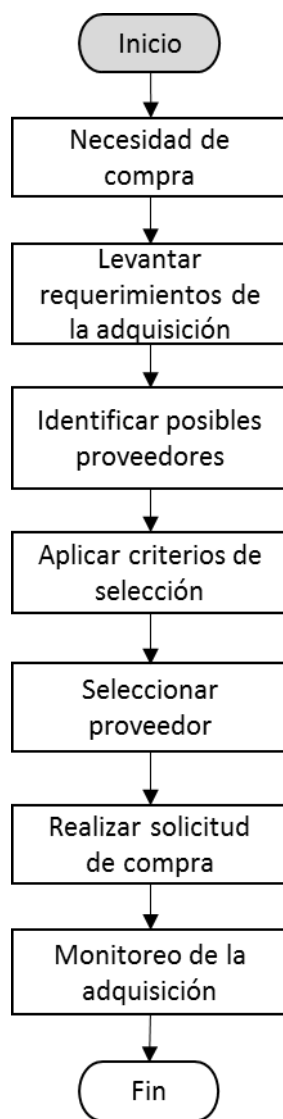 Inicio
Necesidad de
compra
Levantar
requerimientos de
la adquisición
Identificar posibles
proveedores
Aplicar criterios de
selección
Seleccionar
proveedor
Realizar solicitud
de compra
Monitoreo de la
adquisición
Fin